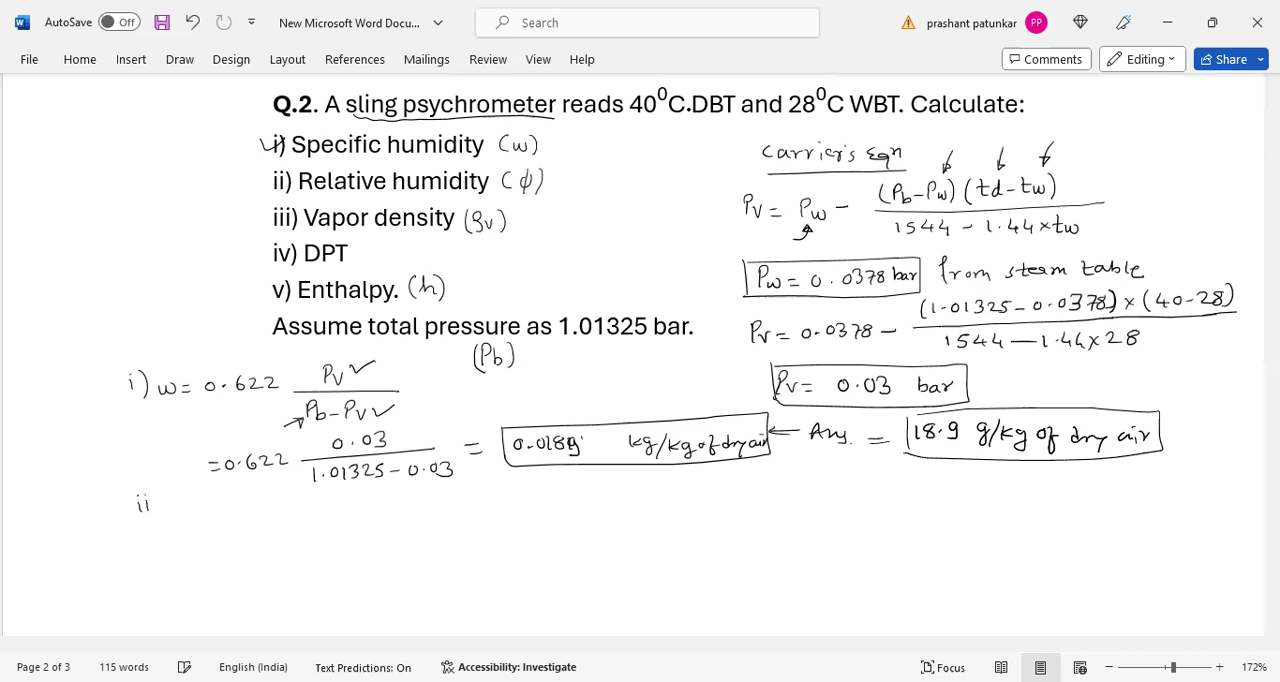 AutoSave Off New Microsoft Word Docu... Search prashant patunkar PP
File Home Insert Draw Design Layout References Mailings Review View Help Comments Editing Share
Q.2. A sling psychrometer reads 40⁰C.DBT and 28⁰C WBT. Calculate:
i) Specific humidity (w)
ii) Relative humidity (ϕ)
iii) Vapor density (ρv)
iv) DPT
v) Enthalpy. (h)
Assume total pressure as 1.01325 bar.
(Pb)
Carrier's eqn
Pv = Pw - (Pb-Pw)(td-tw) / 1544 - 1.44×tw
Pw = 0.0378 bar from steam table
Pv = 0.0378 - (1.01325-0.0378)×(40-28) / 1544 - 1.44×28
Pv = 0.03 bar
i) w = 0.622 Pv / Pb-Pv
= 0.622 0.03 / 1.01325-0.03 = 0.0189 kg/kg of dry air ← Ans. = 18.9 g/kg of dry air
ii
Page 2 of 3 115 words English (India) Text Predictions: On Accessibility: Investigate Focus 172%